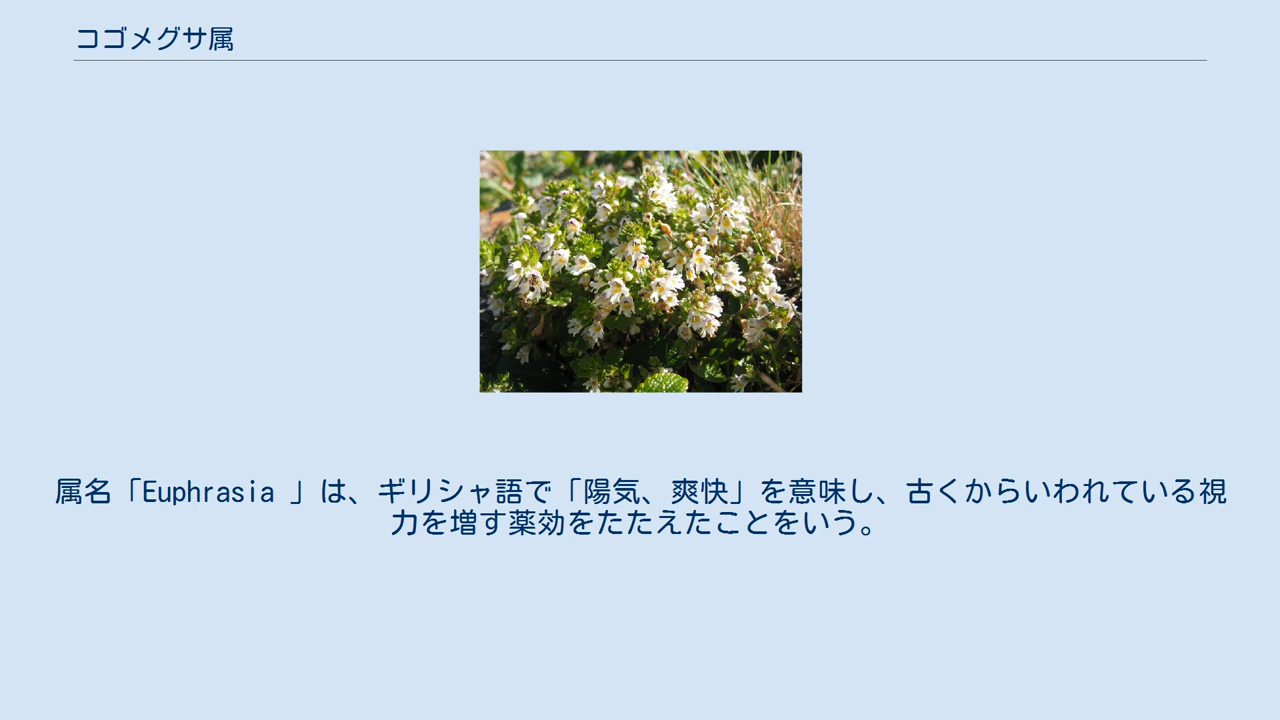 コゴメグサ属
属名「Euphrasia 」は、ギリシャ語で「陽気、爽快」を意味し、古くからいわれている視
力を増す薬効をたたえたことをいう。